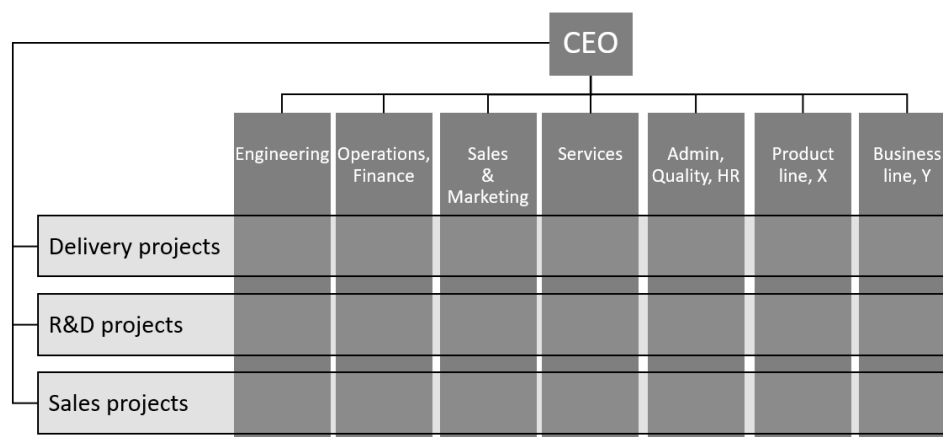 CEO
Engineering
Operations,
Finance
Sales
&
Marketing
Services
Admin,
Quality, HR
Product
line, X
Business
line, Y
Delivery projects
R&D projects
Sales projects